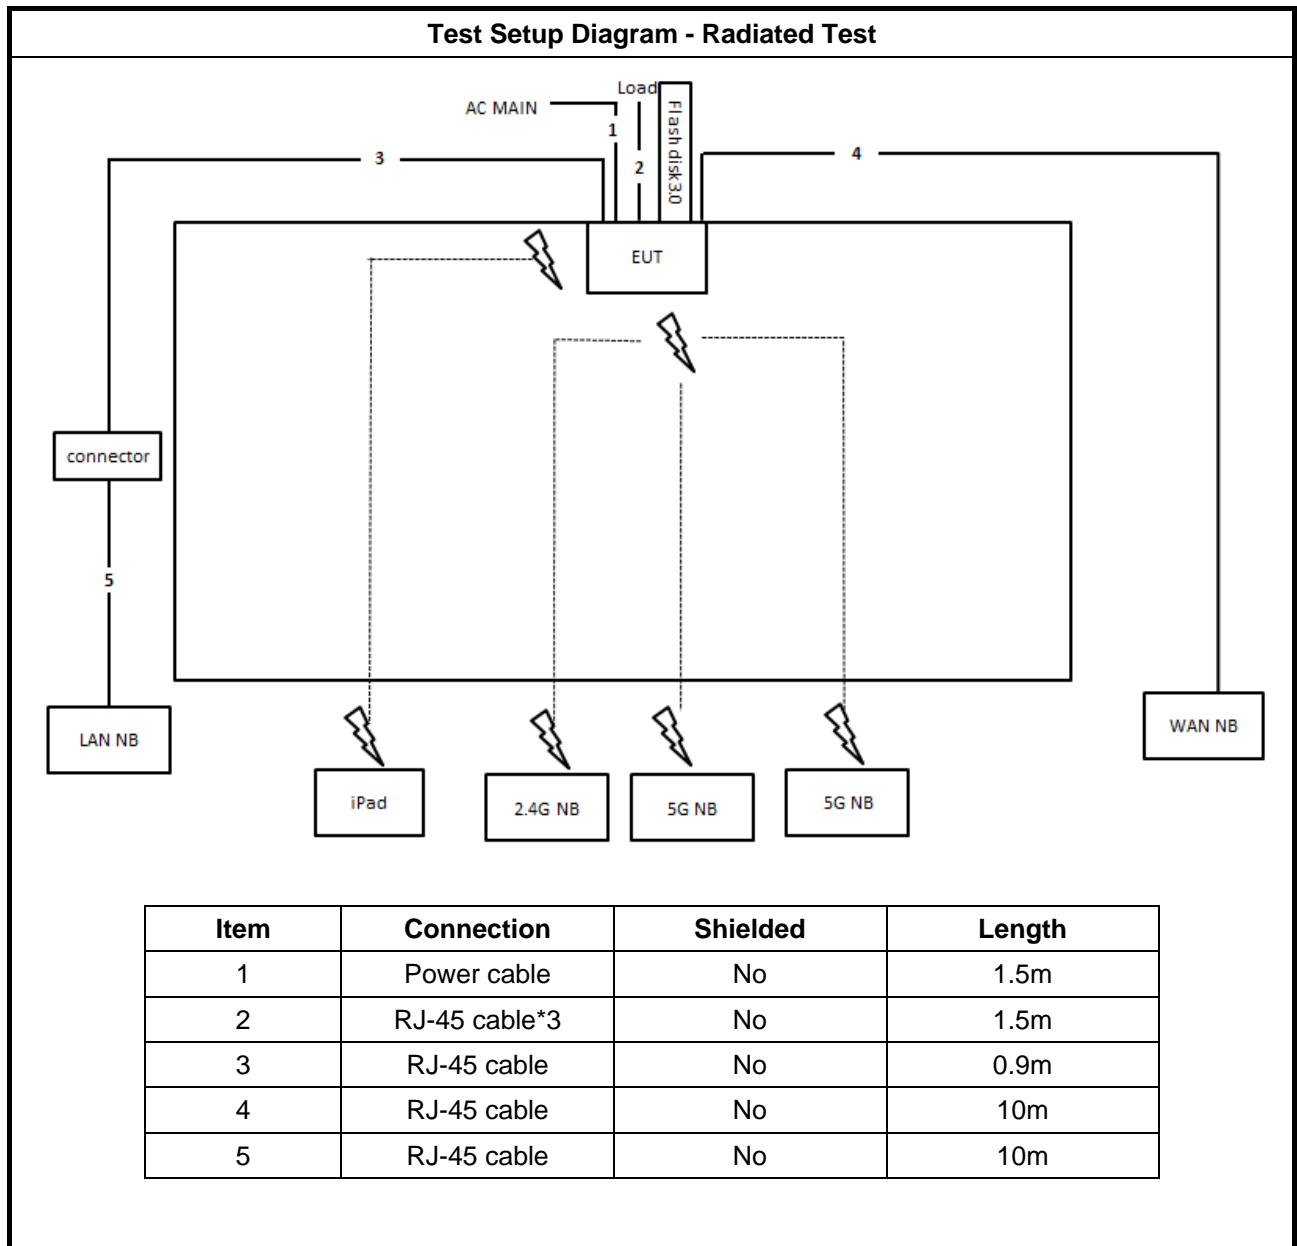 Test Setup Diagram - Radiated Test
Load
AC MAIN
Flash disk3.0
1
2
3
4
EUT
connector
5
LAN NB
WAN NB
iPad
2.4G NB
5G NB
5G NB
Item Connection Shielded Length
1 Power cable No 1.5m
2 RJ-45 cable*3 No 1.5m
3 RJ-45 cable No 0.9m
4 RJ-45 cable No 10m
5 RJ-45 cable No 10m